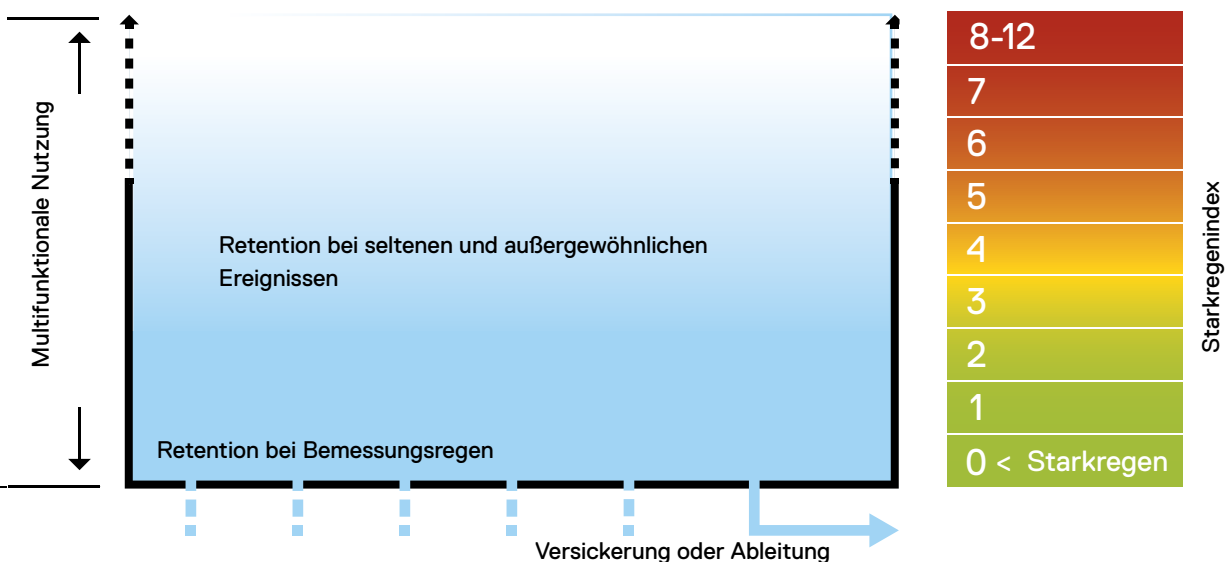 Multifunktionale Nutzung
Retention bei seltenen und außergewöhnlichen
Ereignissen
Retention bei Bemessungsregen
Versickerung oder Ableitung
8-12
7
6
5
4
3
2
1
0 < Starkregen
Starkregenindex